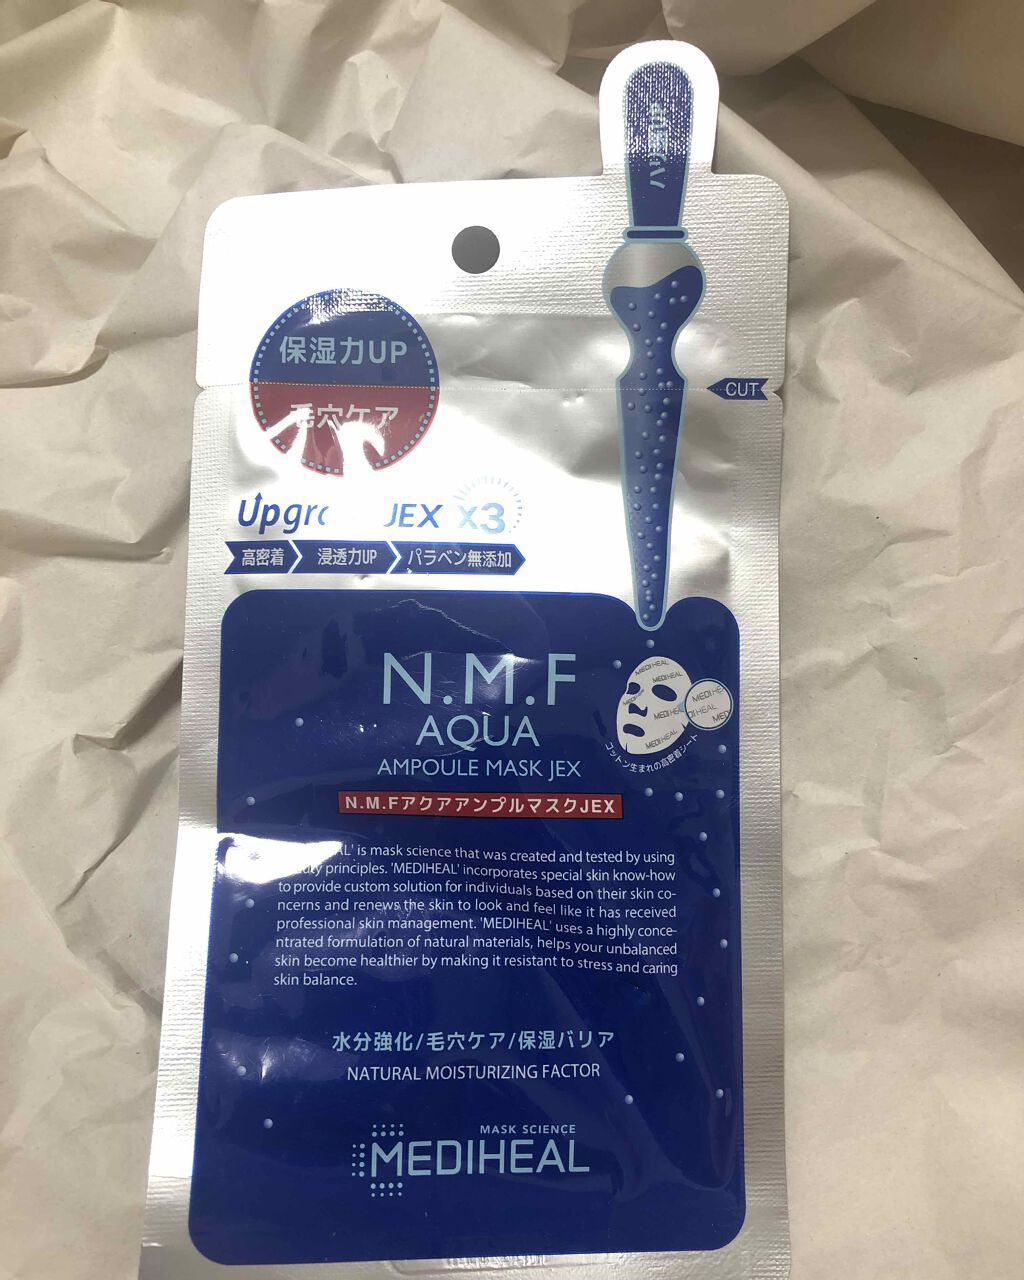 ハリ肌へ
保湿力UP
毛穴ケア
CUT
JEX x3
高密着 浸透力UP パラベン無添加
N.M.F
AQUA
AMPOULE MASK JEX
N.M.FアクアアンプルマスクJEX
MEDIHEAL
MEDIHEAL
MEDIHEAL
MEDIHEAL
コットン生まれの高密着シート
is mask science that was created and tested by using
principles. 'MEDIHEAL' incorporates special skin know-how
to provide custom solution for individuals based on their skin co-
ncerns and renews the skin to look and feel like it has received
professional skin management. 'MEDIHEAL' uses a highly conce-
ntrated formulation of natural materials, helps your unbalanced
skin become healthier by making it resistant to stress and caring
skin balance.
水分強化/毛穴ケア/保湿バリア
NATURAL MOISTURIZING FACTOR
MASK SCIENCE
MEDIHEAL